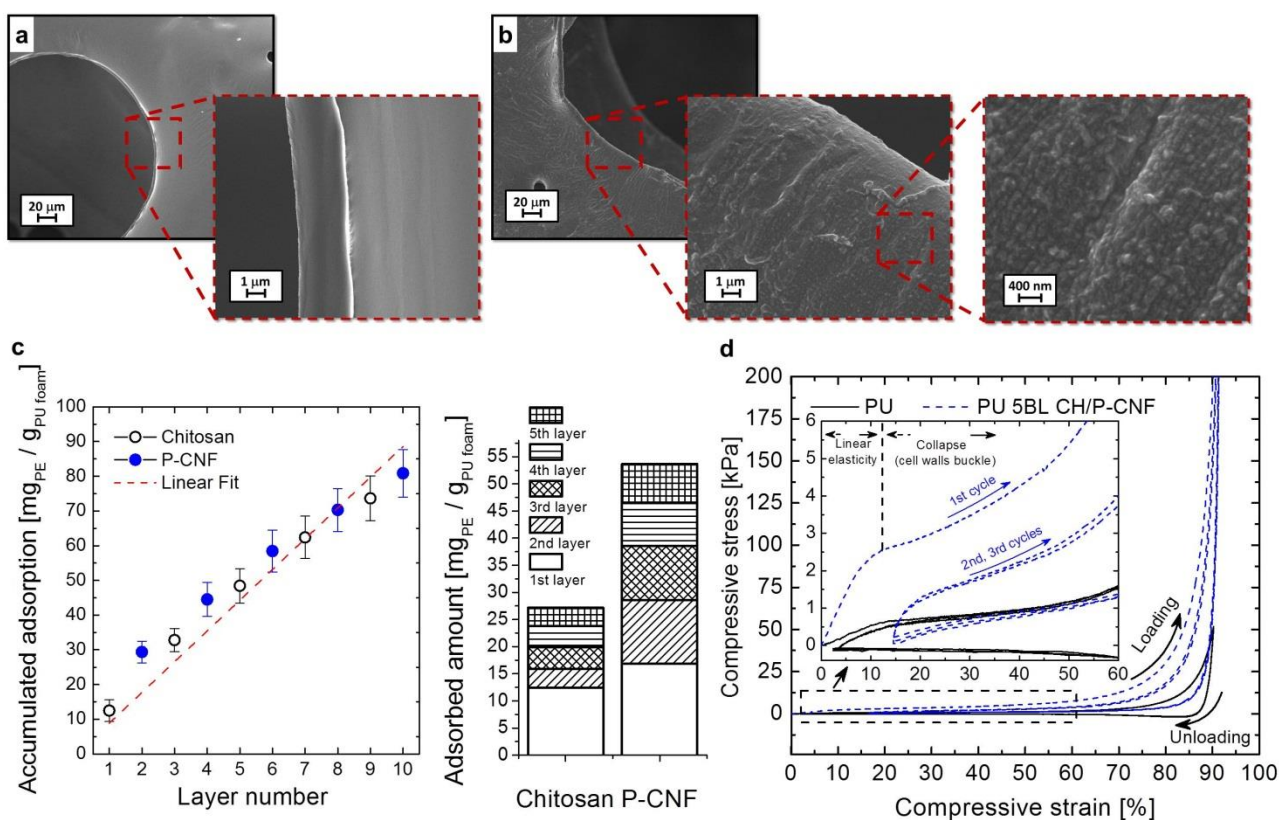 a
20 µm
1 µm
b
20 µm
1 µm
400 nm
c
Accumulated adsorption [mg PE / g PU foam]
100
90
80
70
60
50
40
30
20
10
0
Chitosan
P-CNF
Linear Fit
1 2 3 4 5 6 7 8 9 10
Layer number
Adsorbed amount [mg PE / g PU foam]
55
50
45
40
35
30
25
20
15
10
5
0
5th layer
4th layer
3rd layer
2nd layer
1st layer
Chitosan P-CNF
d
Compressive stress [kPa]
200
175
150
125
100
75
50
25
0
PU
PU 5BL CH/P-CNF
6
5
4
3
2
1
0
Linear
elasticity
Collapse
(cell walls buckle)
1st cycle
2nd, 3rd cycles
0 10 20 30 40 50 60
Loading
Unloading
0 10 20 30 40 50 60 70 80 90 100
Compressive strain [%]